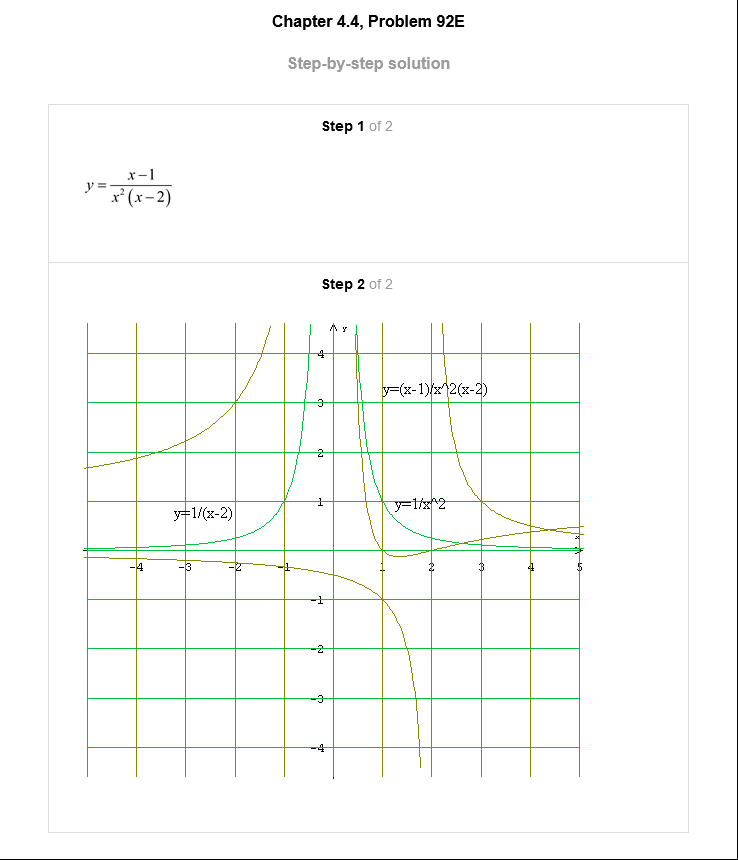 Chapter 4.4, Problem 92E
Step-by-step solution
Step 1 of 2
y = x−1 / x²(x−2)
Step 2 of 2
Y
4
y=(x-1)/x^2(x-2)
3
2
1
y=1/x^2
y=1/(x-2)
x
-4 -3 -2 -1 1 2 3 4 5
-1
-2
-3
-4